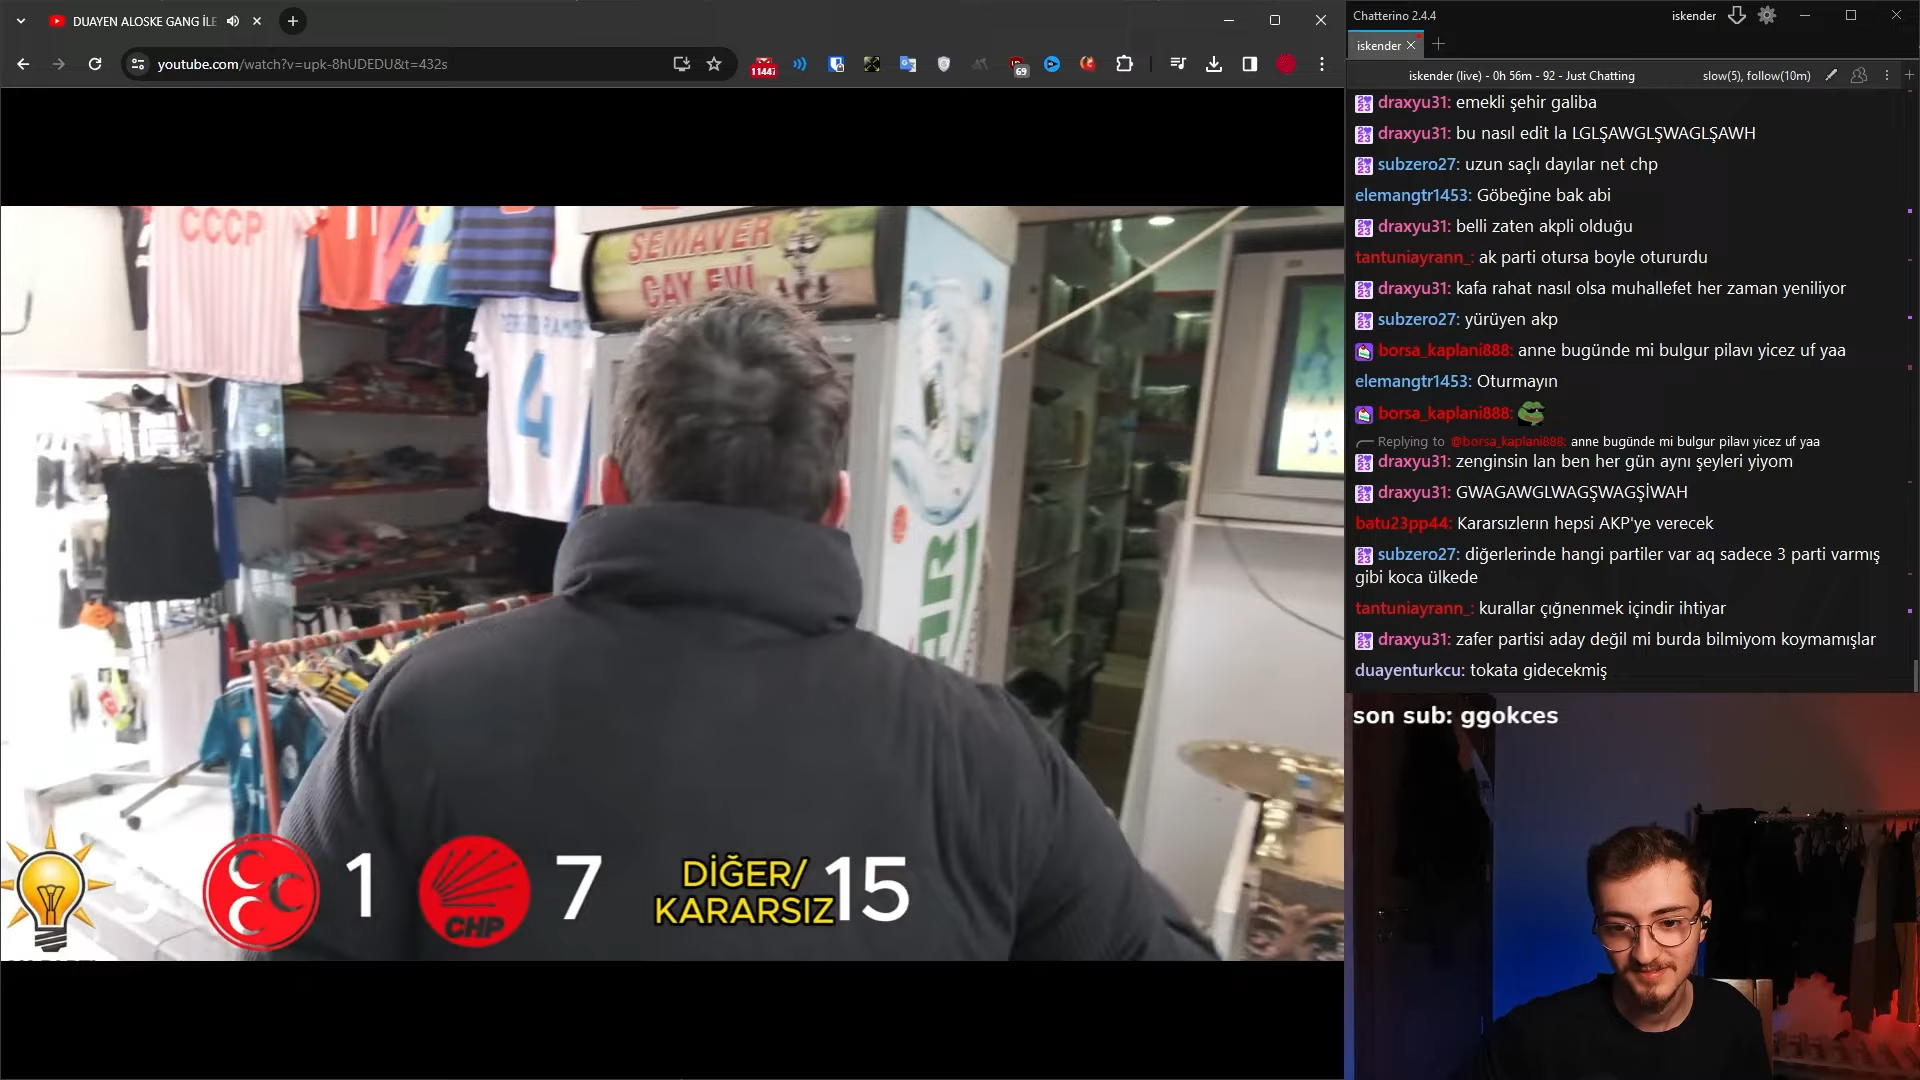 DUAYEN ALOSKE GANG İLE
youtube.com/watch?v=upk-8hUDEDU&t=432s
11447
69
CCCP
SEMAVER
ÇAY EVİ
SERGIO RAMOS
4
1
CHP
7
DİĞER/
KARARSIZ
15
Chatterino 2.4.4
iskender
iskender
iskender (live) - 0h 56m - 92 - Just Chatting
slow(5), follow(10m)
draxyu31: emekli şehir galiba
draxyu31: bu nasıl edit la LGLŞAWGLŞWAGLŞAWH
subzero27: uzun saçlı dayılar net chp
elemangtr1453: Göbeğine bak abi
draxyu31: belli zaten akpli olduğu
tantuniayrann_: ak parti otursa boyle otururdu
draxyu31: kafa rahat nasıl olsa muhallefet her zaman yeniliyor
subzero27: yürüyen akp
borsa_kaplani888: anne bugünde mi bulgur pilavı yicez uf yaa
elemangtr1453: Oturmayın
borsa_kaplani888:
Replying to @borsa_kaplani888: anne bugünde mi bulgur pilavı yicez uf yaa
draxyu31: zenginsin lan ben her gün aynı şeyleri yiyom
draxyu31: GWAGAWGLWAGŞWAGŞİWAH
batu23pp44: Kararsızlerın hepsi AKP'ye verecek
subzero27: diğerlerinde hangi partiler var aq sadece 3 parti varmış
gibi koca ülkede
tantuniayrann_: kurallar çığnenmek içindir ihtiyar
draxyu31: zafer partisi aday değil mi burda bilmiyom koymamışlar
duayenturkcu: tokata gidecekmiş
son sub: ggokces